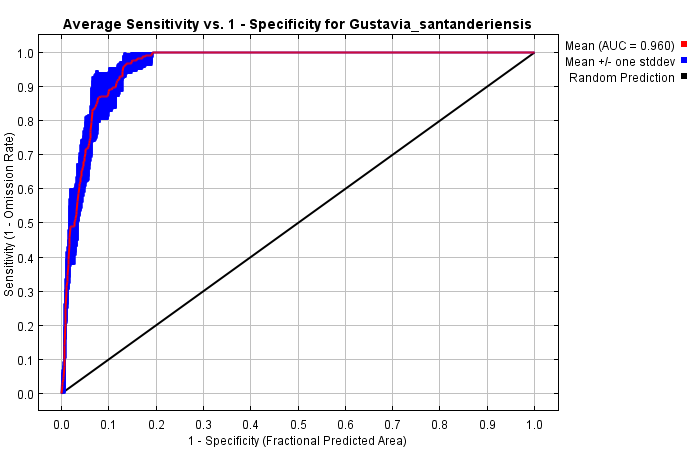 Average Sensitivity vs. 1 - Specificity for Gustavia_santanderiensis
Mean (AUC = 0.960)
Mean +/- one stddev
Random Prediction
Sensitivity (1 - Omission Rate)
1.0
0.9
0.8
0.7
0.6
0.5
0.4
0.3
0.2
0.1
0.0
0.0 0.1 0.2 0.3 0.4 0.5 0.6 0.7 0.8 0.9 1.0
1 - Specificity (Fractional Predicted Area)